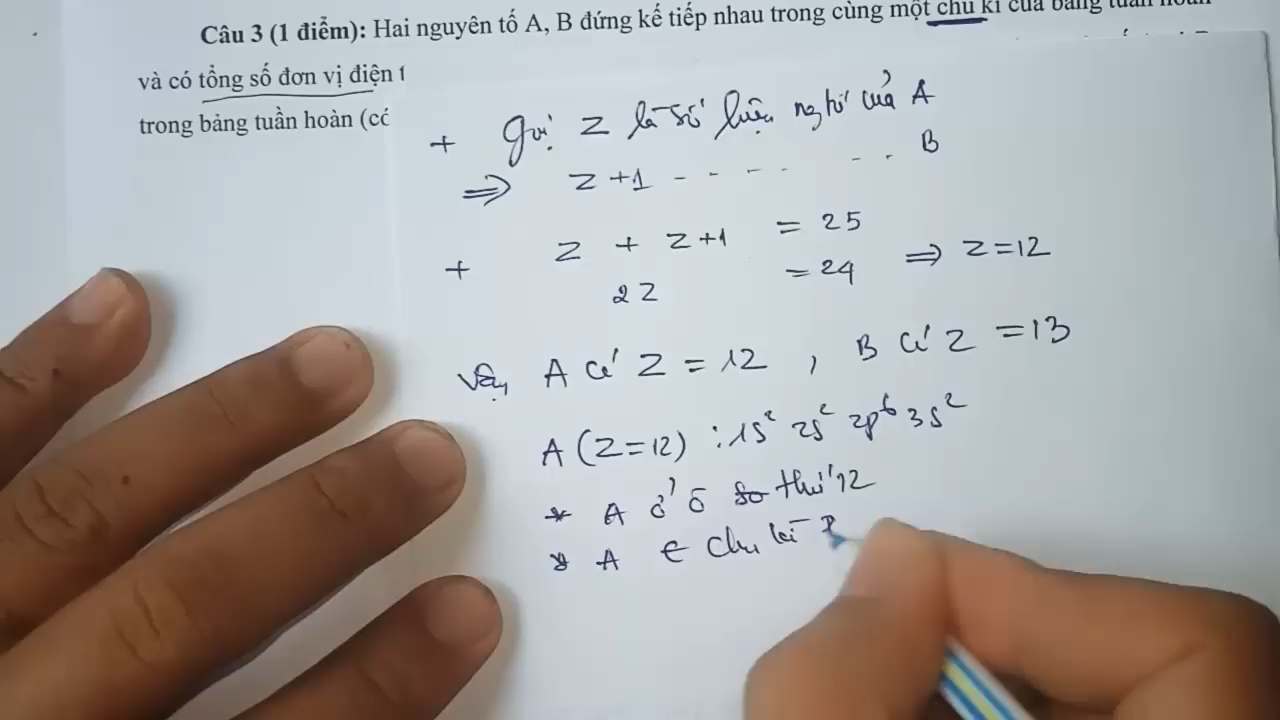 Câu 3 (1 điểm): Hai nguyên tố A, B đứng kế tiếp nhau trong cùng một chu kì của bảng tuần hoàn
và có tổng số đơn vị điện t
trong bảng tuần hoàn (có
+ gọi Z là số hiệu ng tử của A
⇒ Z+1 - - - - - - - B
+ Z + Z+1 = 25
2Z = 24 ⇒ Z=12
Vậy A có Z = 12 , B có Z = 13
A (Z=12) : 1s² 2s² 2p⁶ 3s²
* A ở ô thứ 12
* A ∈ chu kì